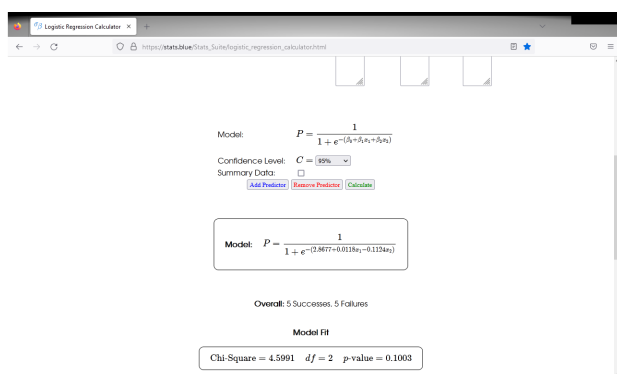 Logistic Regression Calculator × +
https://stats.blue/Stats_Suite/logistic_regression_calculator.html
Model: P = 1 / (1 + e^−(β₀+β₁x₁+β₂x₂))
Confidence Level: C = 95%
Summary Data:
Add Predictor Remove Predictor Calculate
Model: P = 1 / (1 + e^−(2.8677+0.0118x₁−0.1124x₂))
Overall: 5 Successes, 5 Failures
Model Fit
Chi-Square = 4.5991 df = 2 p-value = 0.1003